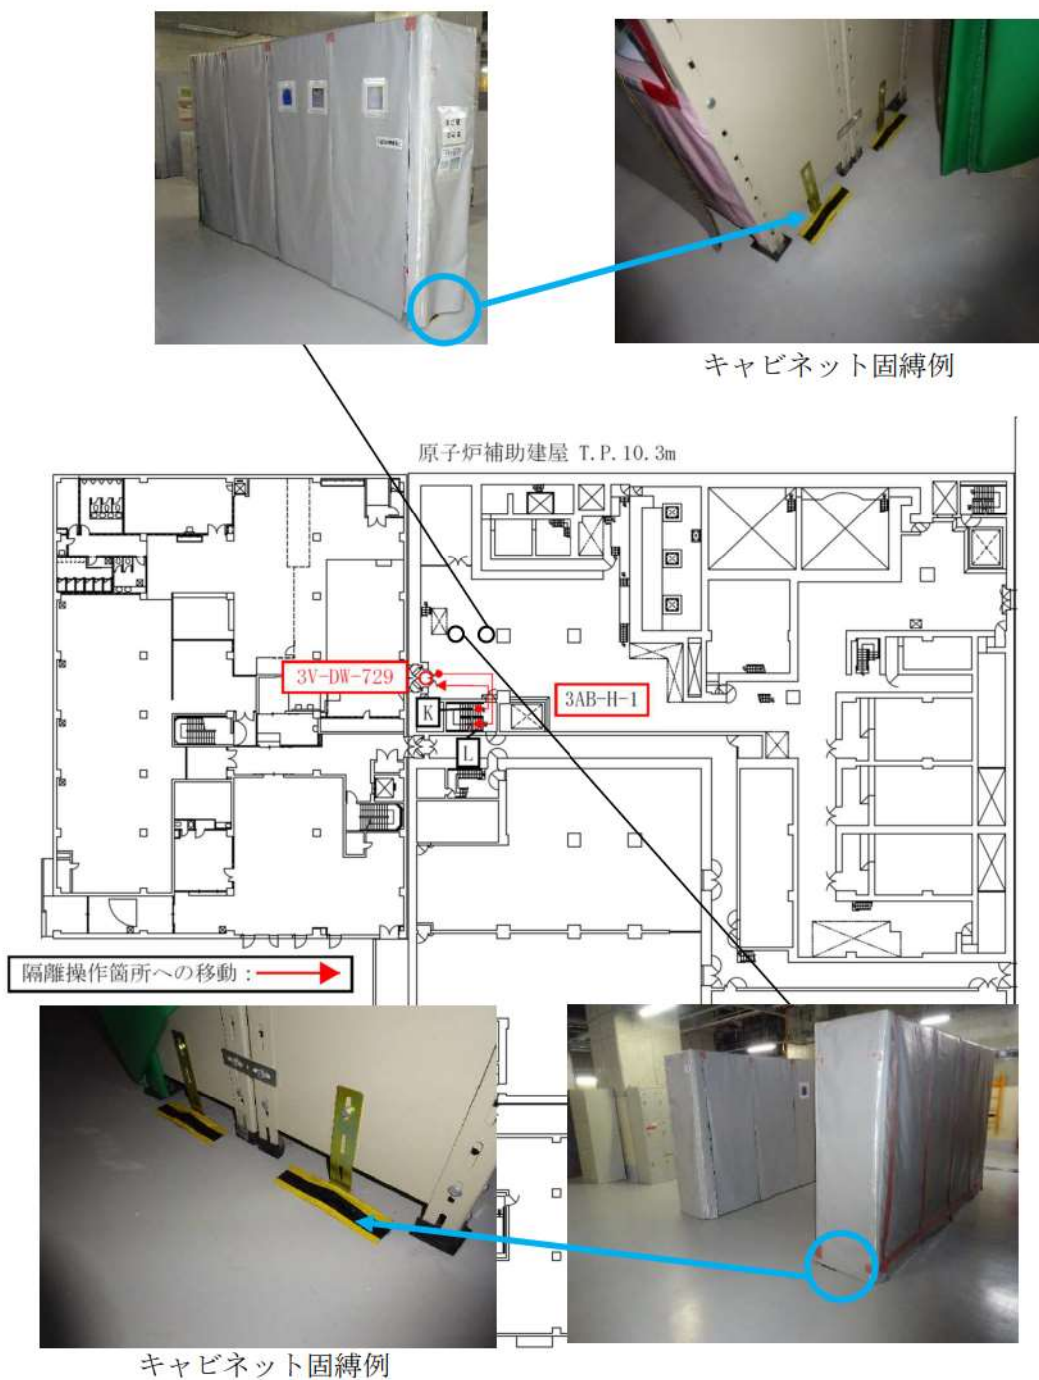 キャビネット固縛例
原子炉補助建屋 T.P.10.3m
3V-DW-729
3AB-H-1
K
L
隔離操作箇所への移動：
キャビネット固縛例